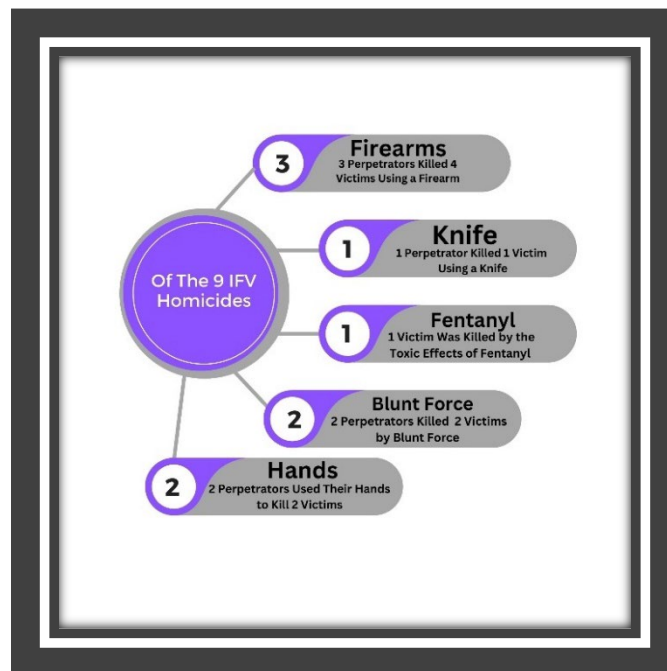 Of The 9 IFV
Homicides
3
Firearms
3 Perpetrators Killed 4
Victims Using a Firearm
1
Knife
1 Perpetrator Killed 1 Victim
Using a Knife
1
Fentanyl
1 Victim Was Killed by the
Toxic Effects of Fentanyl
2
Blunt Force
2 Perpetrators Killed 2 Victims
by Blunt Force
2
Hands
2 Perpetrators Used Their Hands
to Kill 2 Victims